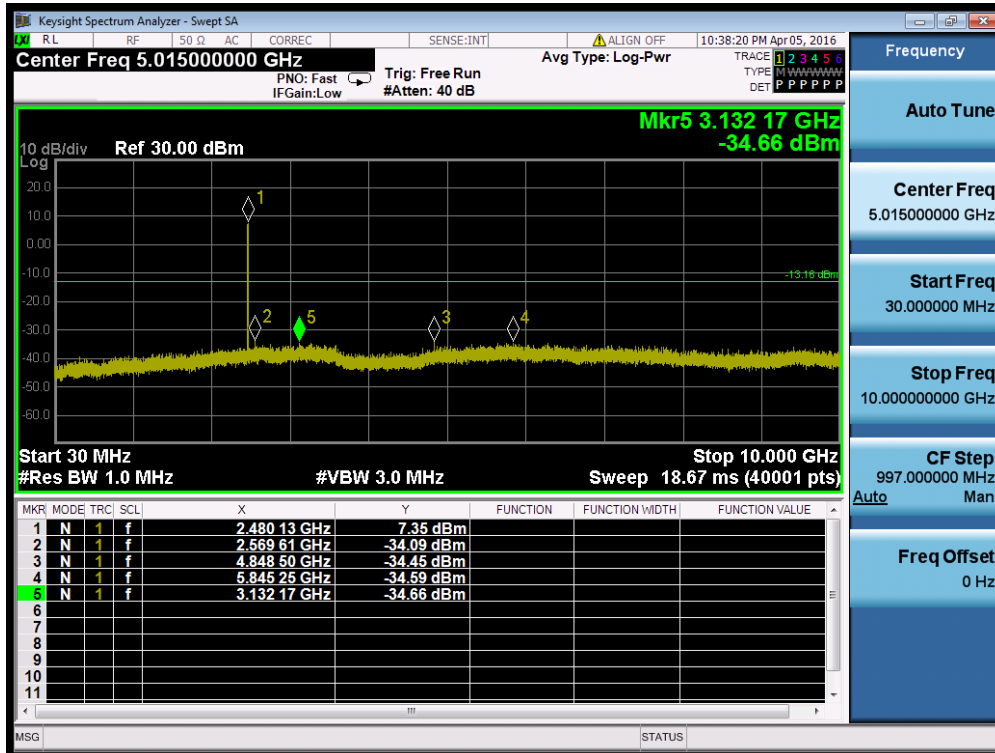 Keysight Spectrum Analyzer - Swept SA
LXI RL RF 50 Ω AC CORREC SENSE:INT ALIGN OFF 10:38:20 PM Apr 05, 2016
Center Freq 5.015000000 GHz Avg Type: Log-Pwr TRACE 1 2 3 4 5 6
PNO: Fast Trig: Free Run TYPE M WWWWW
IFGain:Low #Atten: 40 dB DET P P P P P P
Mkr5 3.132 17 GHz
-34.66 dBm
10 dB/div Ref 30.00 dBm
Log
20.0
10.0
0.00
-10.0
-20.0
-30.0
-40.0
-50.0
-60.0
1
2
5
3
4
-13.16 dBm
Start 30 MHz Stop 10.000 GHz
#Res BW 1.0 MHz #VBW 3.0 MHz Sweep 18.67 ms (40001 pts)
MKR MODE TRC SCL X Y FUNCTION FUNCTION WIDTH FUNCTION VALUE
1 N 1 f 2.480 13 GHz 7.35 dBm
2 N 1 f 2.569 61 GHz -34.09 dBm
3 N 1 f 4.848 50 GHz -34.45 dBm
4 N 1 f 5.845 25 GHz -34.59 dBm
5 N 1 f 3.132 17 GHz -34.66 dBm
6
7
8
9
10
11
MSG STATUS
Frequency
Auto Tune
Center Freq
5.015000000 GHz
Start Freq
30.000000 MHz
Stop Freq
10.000000000 GHz
CF Step
997.000000 MHz
Auto Man
Freq Offset
0 Hz